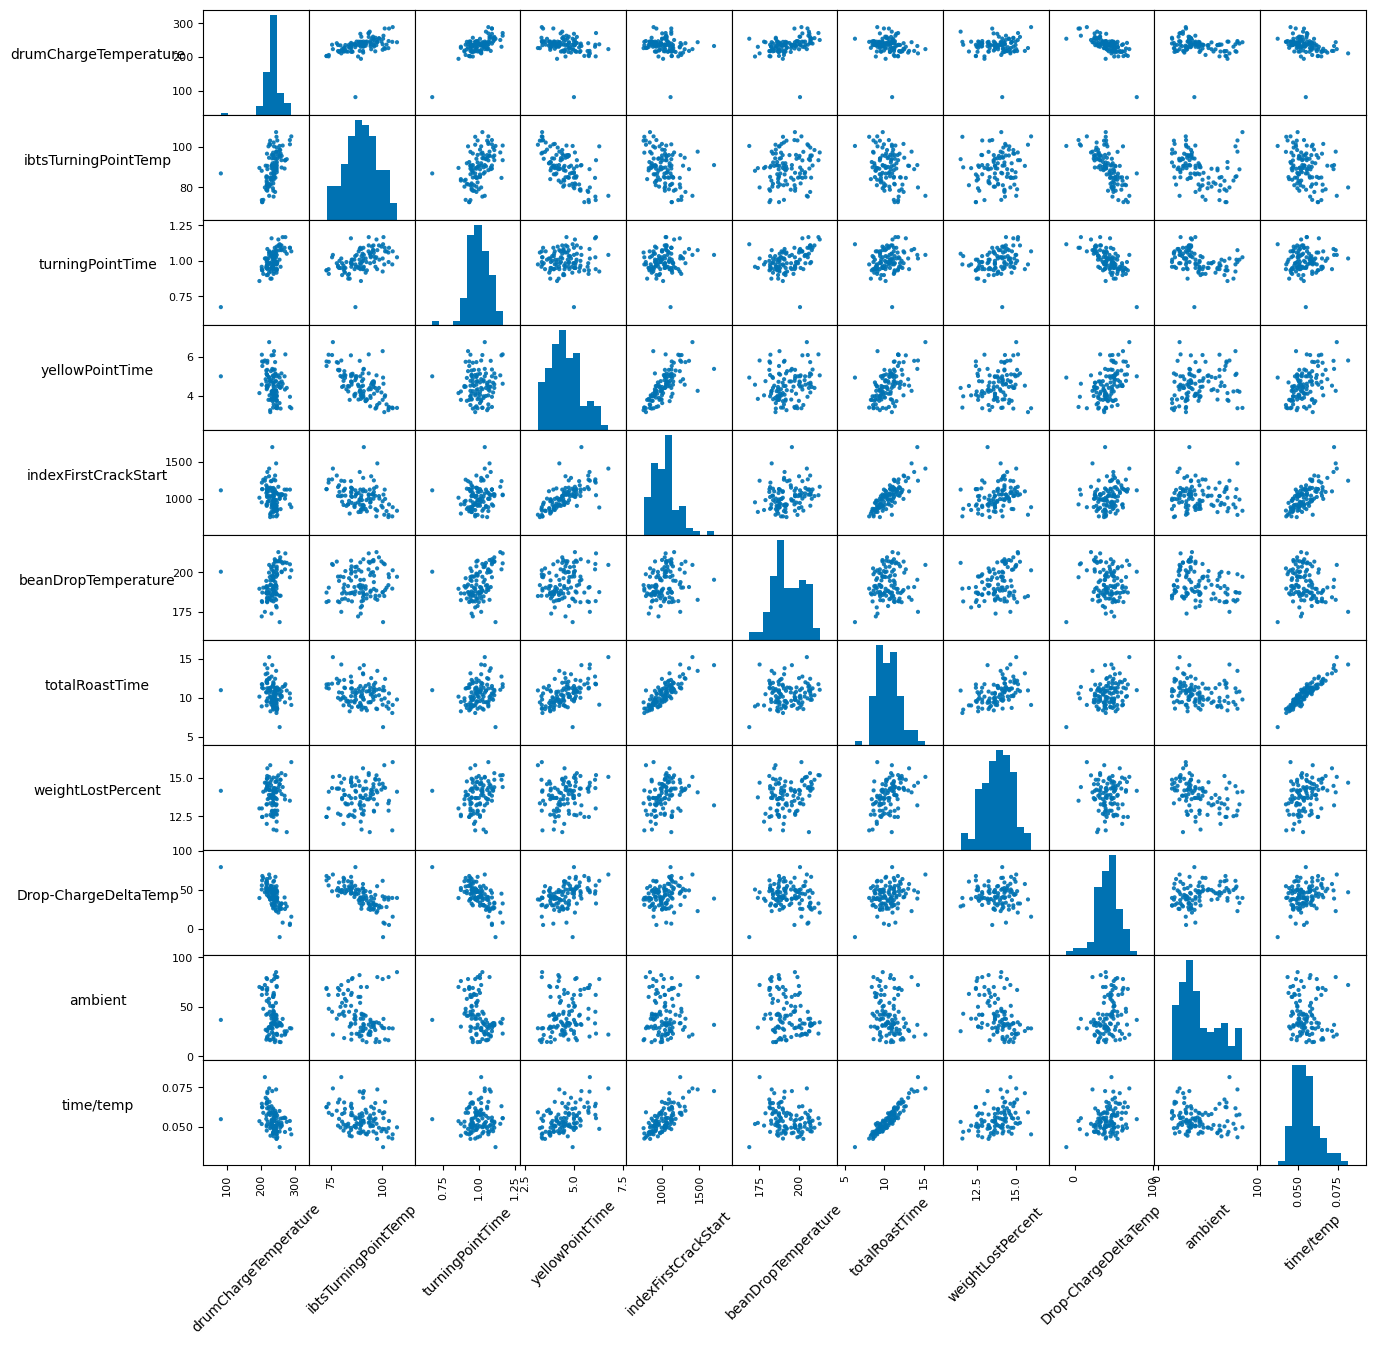 300
drumChargeTemperature
200
100
100
ibtsTurningPointTemp
80
1.25
turningPointTime
1.00
0.75
6
yellowPointTime
4
1500
indexFirstCrackStart
1000
200
beanDropTemperature
175
15
totalRoastTime
10
5
15.0
weightLostPercent
12.5
100
Drop-ChargeDeltaTemp
50
0
100
ambient
50
0
0.075
time/temp
0.050
100 200 300 75 100 0.75 1.00 1.25 2.5 5.0 7.5 1000 1500 175 200 5 10 15 12.5 15.0 0 100 0 100 0.050 0.075
drumChargeTemperature ibtsTurningPointTemp turningPointTime yellowPointTime indexFirstCrackStart beanDropTemperature totalRoastTime weightLostPercent Drop-ChargeDeltaTemp ambient time/temp